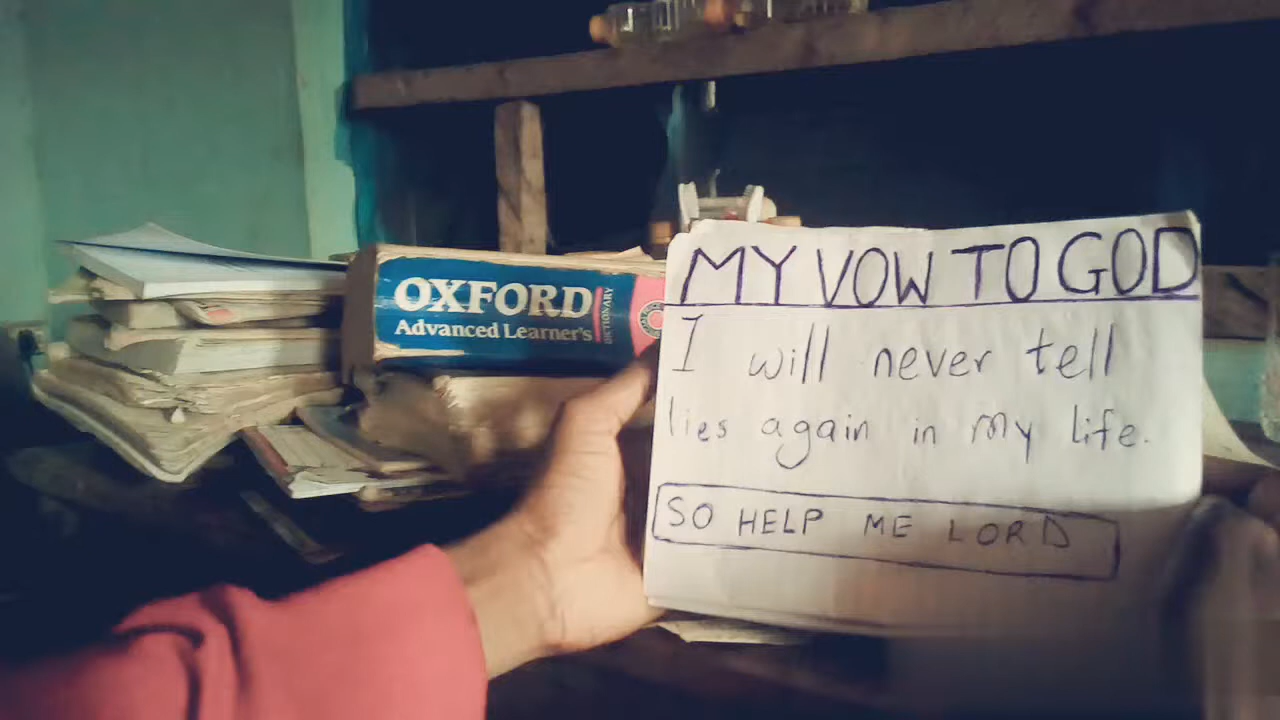 OXFORD
Advanced Learner's
DICTIONARY
MY VOW TO GOD
I will never tell
lies again in my life.
SO HELP ME LORD